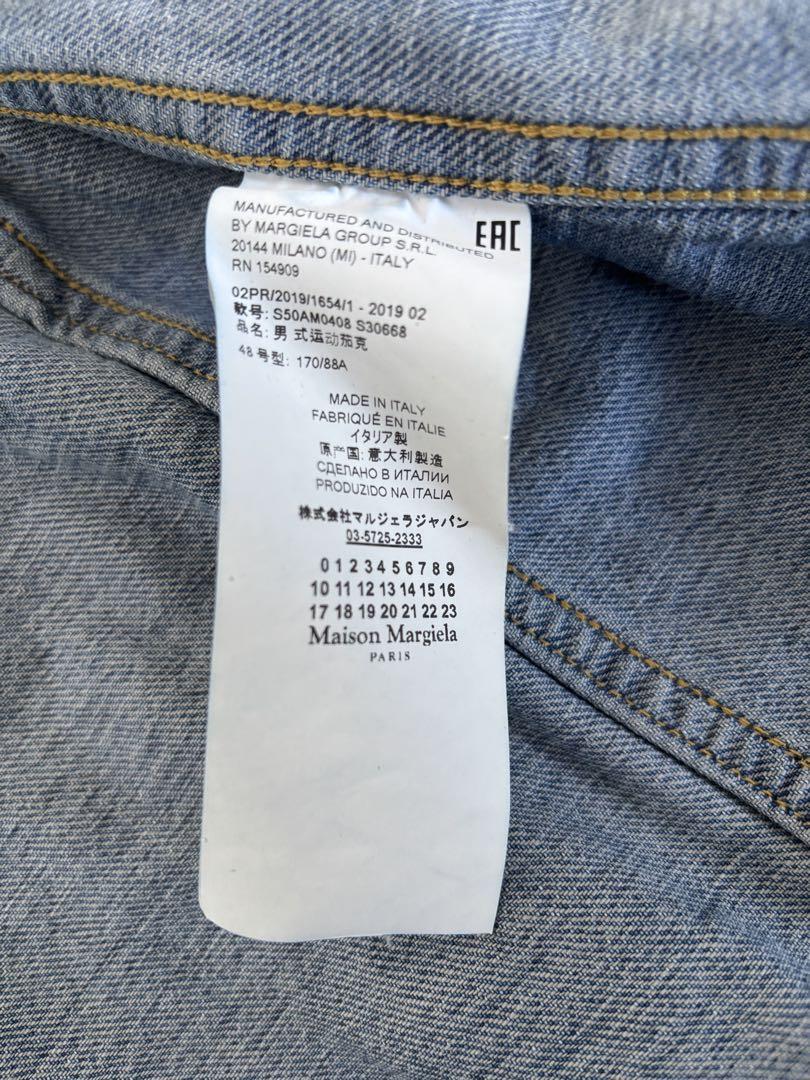 MANUFACTURED AND DISTRIBUTED
BY MARGIELA GROUP S.R.L.
20144 MILANO (MI) - ITALY
RN 154909
EAC
02PR/2019/1654/1 - 2019 02
款号: S50AM0408 S30668
品名: 男 式运动茄克
48 号型: 170/88A
MADE IN ITALY
FABRIQUÉ EN ITALIE
イタリア製
原产国: 意大利製造
СДЕЛАНО В ИТАЛИИ
PRODUZIDO NA ITALIA
株式会社マルジェラジャパン
03-5725-2333
0 1 2 3 4 5 6 7 8 9
10 11 12 13 14 15 16
17 18 19 20 21 22 23
Maison Margiela
PARIS